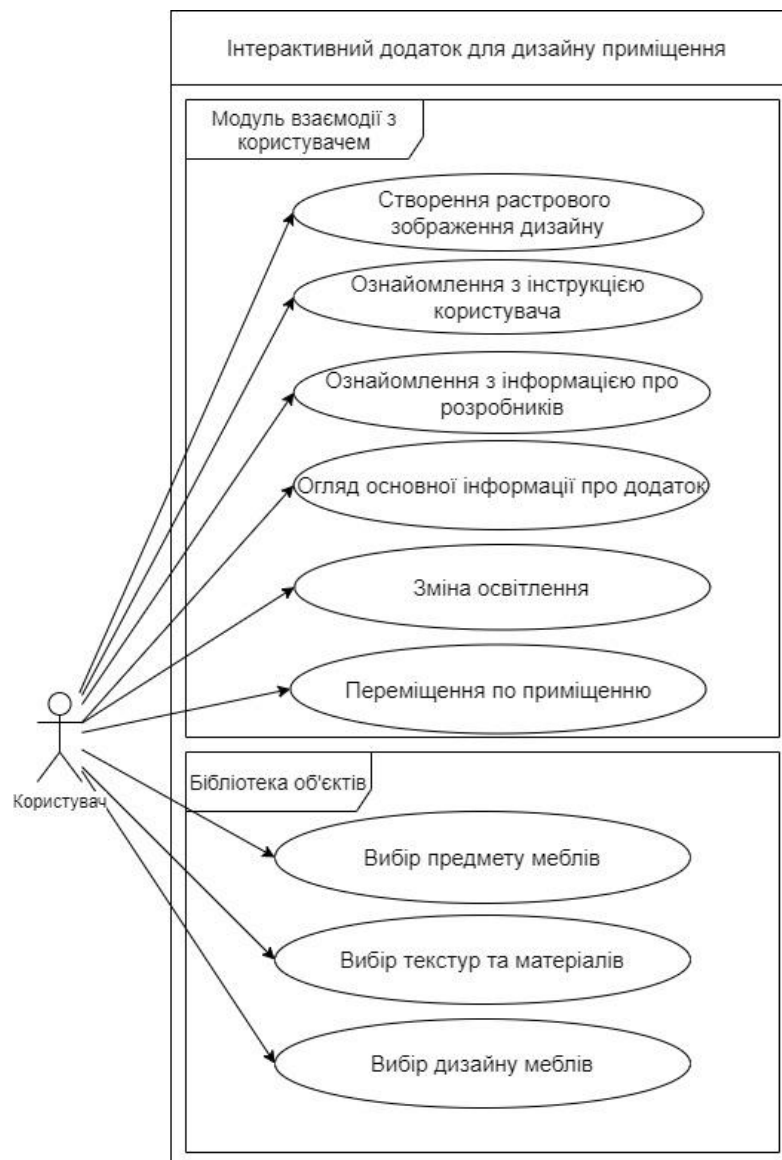 Інтерактивний додаток для дизайну приміщення
Модуль взаємодії з
користувачем
Створення растрового
зображення дизайну
Ознайомлення з інструкцією
користувача
Ознайомлення з інформацією про
розробників
Огляд основної інформації про додаток
Зміна освітлення
Переміщення по приміщенню
Користувач
Бібліотека об'єктів
Вибір предмету меблів
Вибір текстур та матеріалів
Вибір дизайну меблів